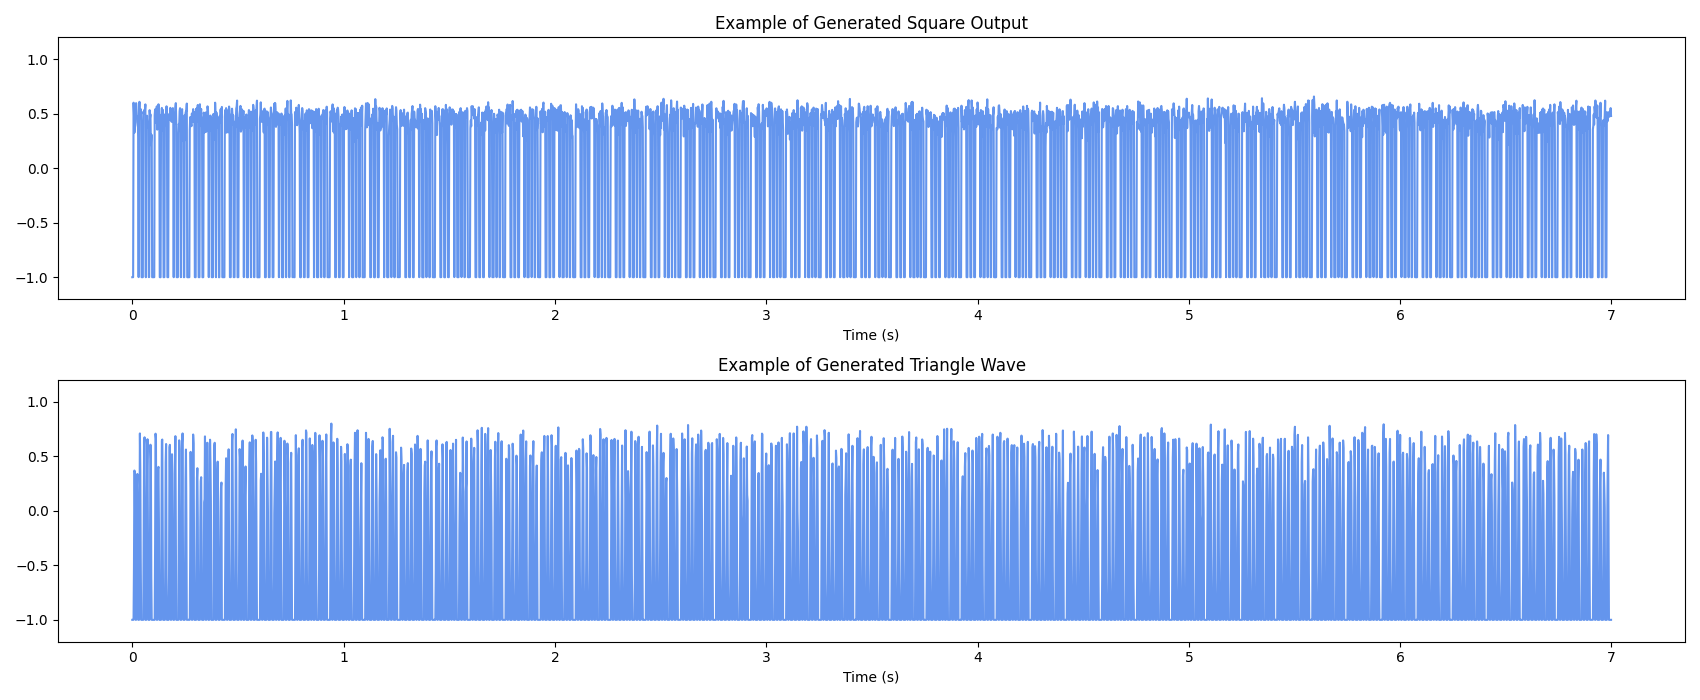 Example of Generated Square Output
1.0
0.5
0.0
−0.5
−1.0
0 1 2 3 4 5 6 7
Time (s)
Example of Generated Triangle Wave
1.0
0.5
0.0
−0.5
−1.0
0 1 2 3 4 5 6 7
Time (s)